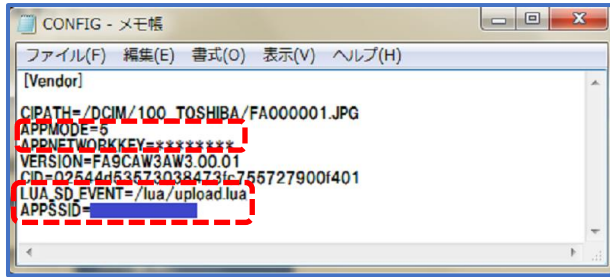 CONFIG - メモ帳
ファイル(F) 編集(E) 書式(O) 表示(V) ヘルプ(H)
[Vendor]
CIPATH=/DCIM/100_TOSHIBA/FA000001.JPG
APPMODE=5
APPNETWORKKEY=********
VERSION=FA9CAW3AW3.00.01
CID=02544d53573038473fc755727900f401
LUA_SD_EVENT=/lua/upload.lua
APPSSID=